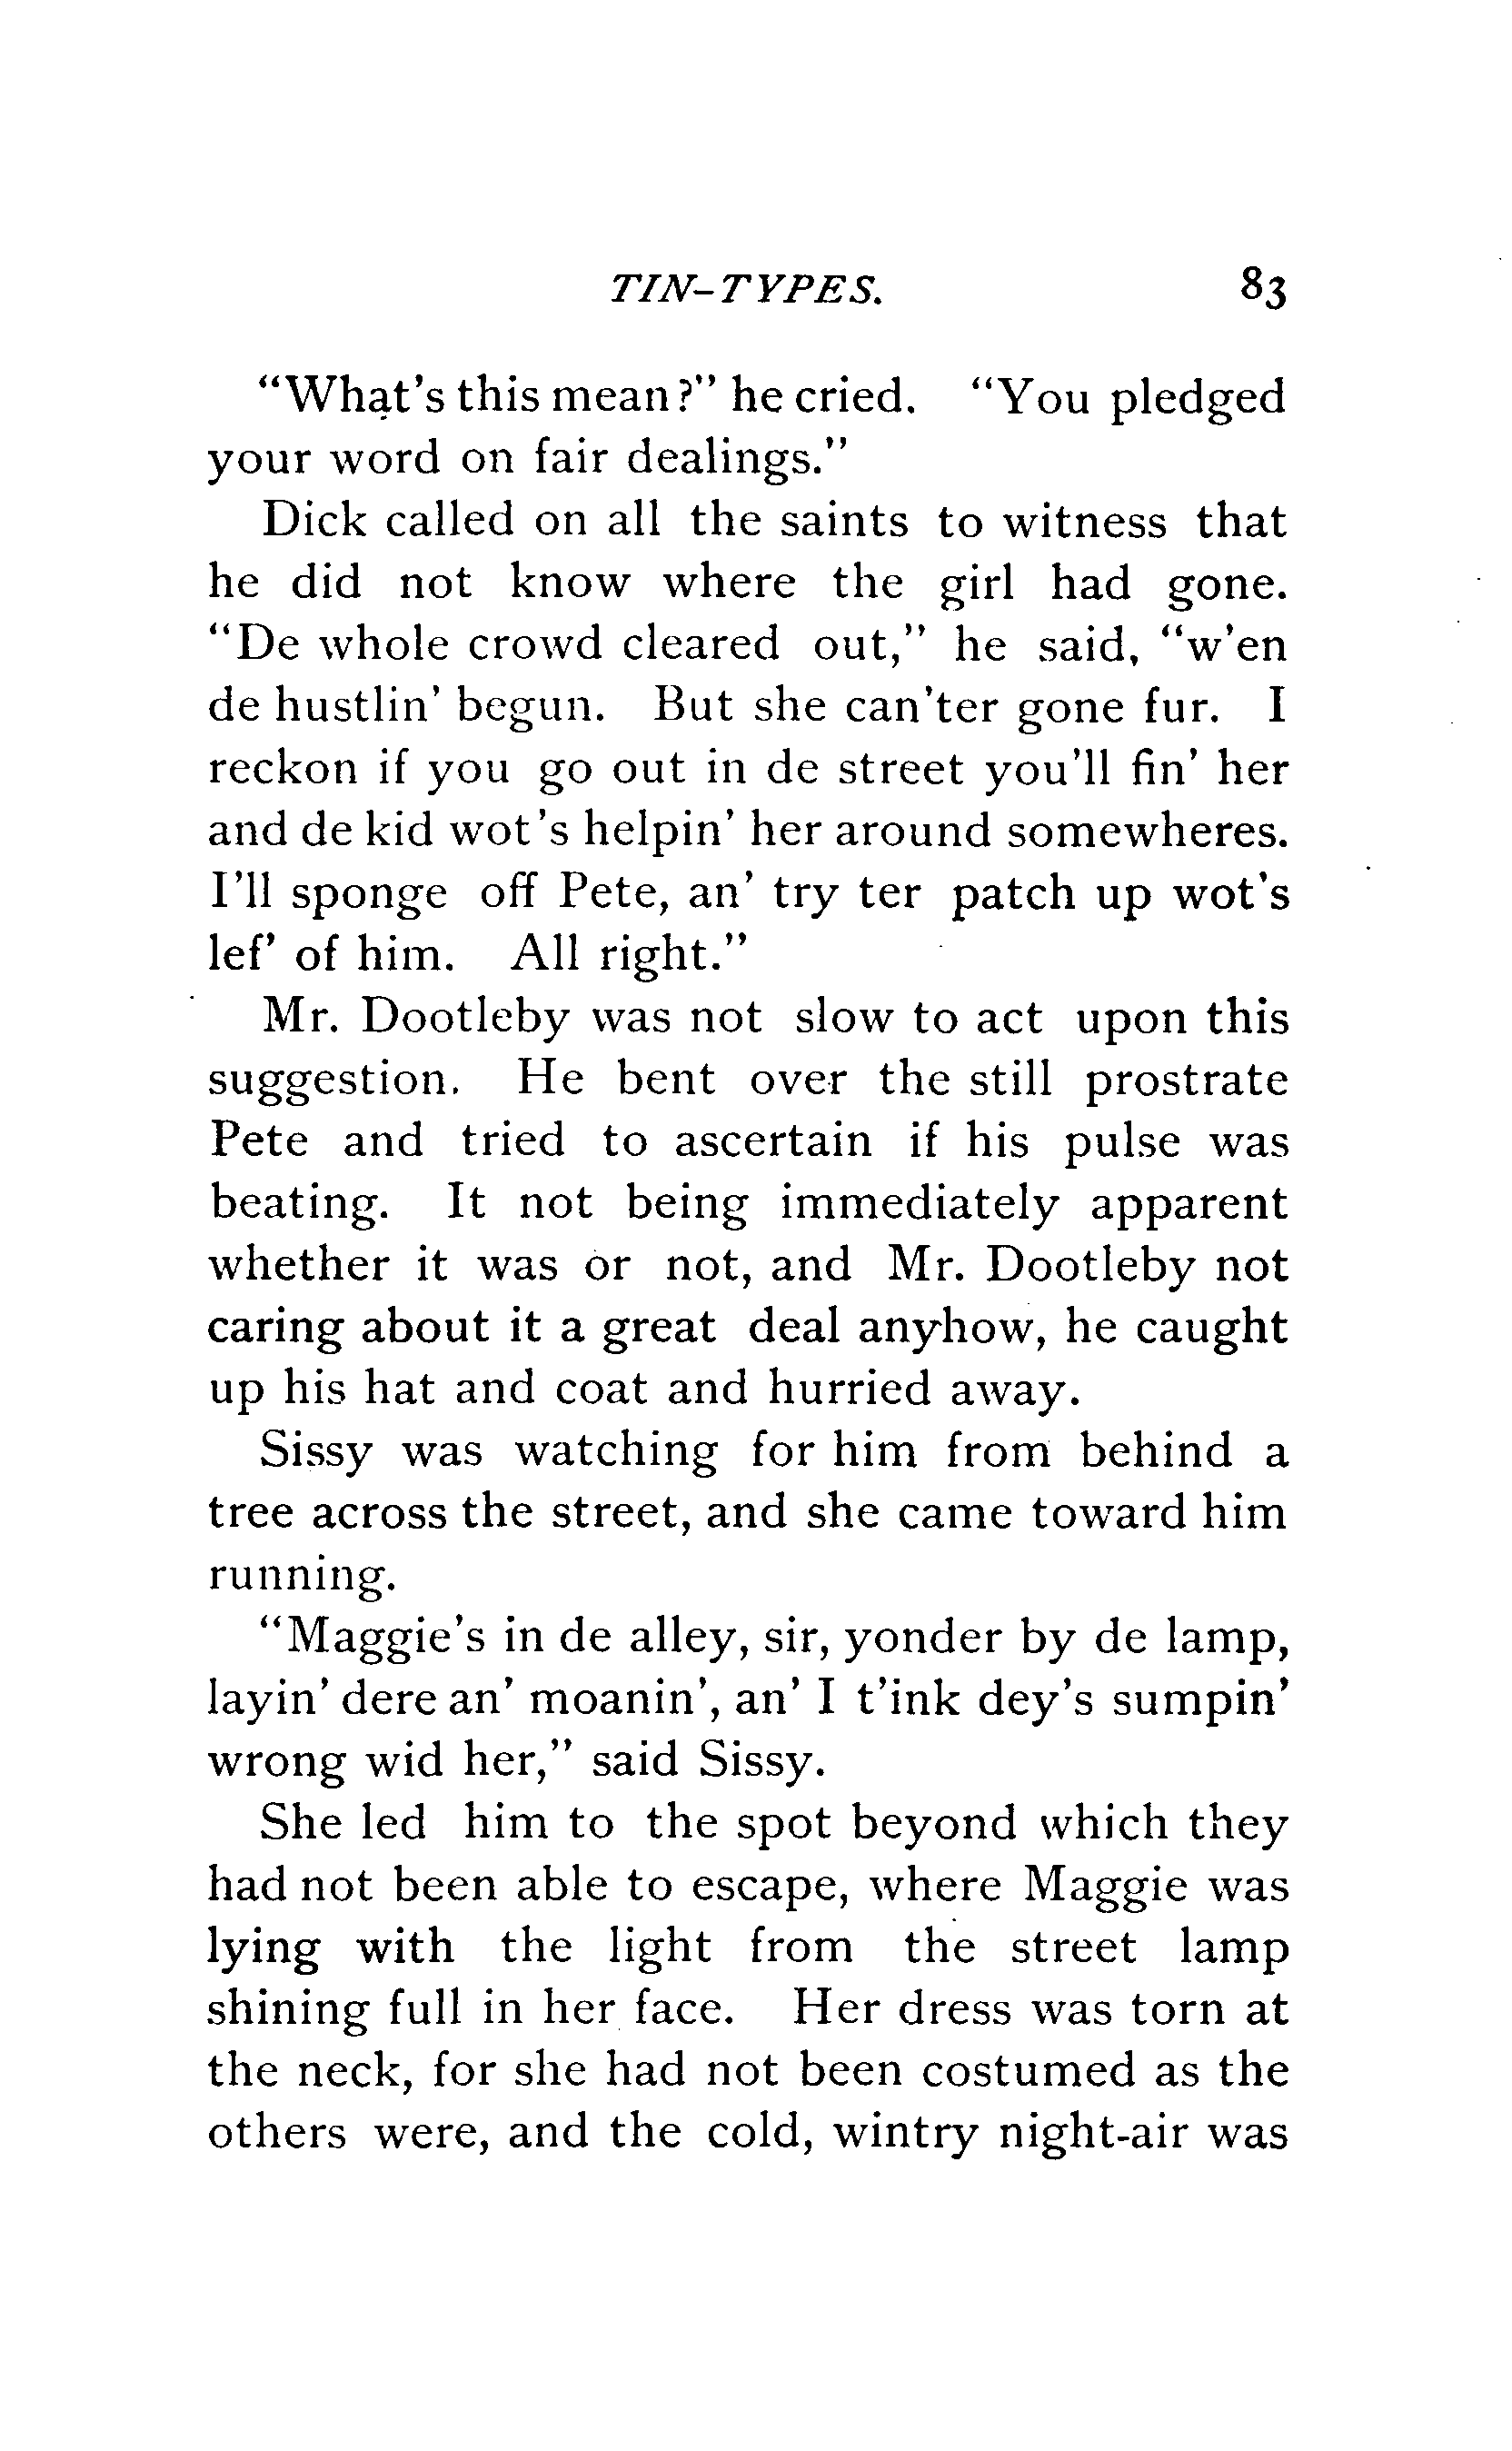 TIN-TYPES. 83
"What's this mean?" he cried. "You pledged
your word on fair dealings."
Dick called on all the saints to witness that
he did not know where the girl had gone.
"De whole crowd cleared out," he said, "w'en
de hustlin' begun. But she can'ter gone fur. I
reckon if you go out in de street you'll fin' her
and de kid wot's helpin' her around somewheres.
I'll sponge off Pete, an' try ter patch up wot's
lef' of him. All right."
Mr. Dootleby was not slow to act upon this
suggestion. He bent over the still prostrate
Pete and tried to ascertain if his pulse was
beating. It not being immediately apparent
whether it was or not, and Mr. Dootleby not
caring about it a great deal anyhow, he caught
up his hat and coat and hurried away.
Sissy was watching for him from behind a
tree across the street, and she came toward him
running.
"Maggie's in de alley, sir, yonder by de lamp,
layin' dere an' moanin', an' I t'ink dey's sumpin'
wrong wid her," said Sissy.
She led him to the spot beyond which they
had not been able to escape, where Maggie was
lying with the light from the street lamp
shining full in her face. Her dress was torn at
the neck, for she had not been costumed as the
others were, and the cold, wintry night-air was